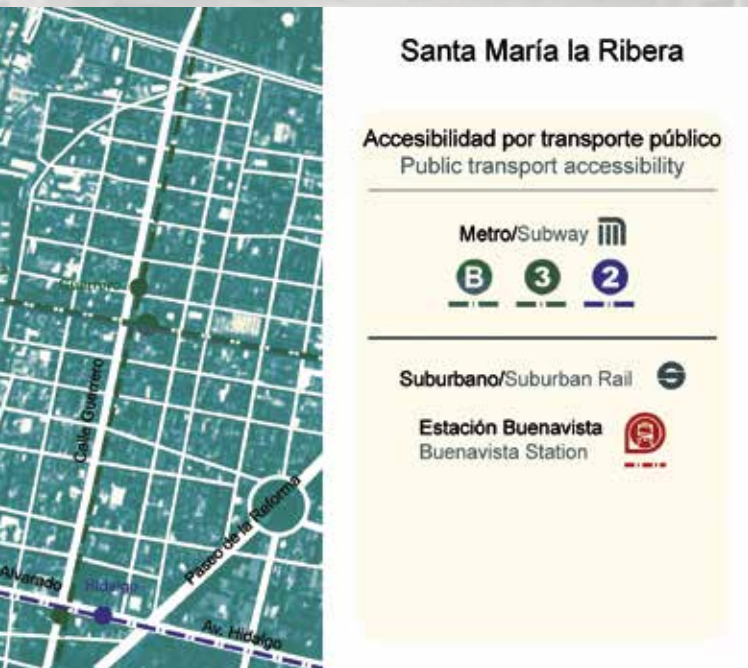 Santa María la Ribera
Accesibilidad por transporte público
Public transport accessibility
Metro/Subway
B 3 2
Suburbano/Suburban Rail
Estación Buenavista
Buenavista Station
Guerrero
Calle Guerrero
Paseo de la Reforma
Alvarado
Hidalgo
Av. Hidalgo